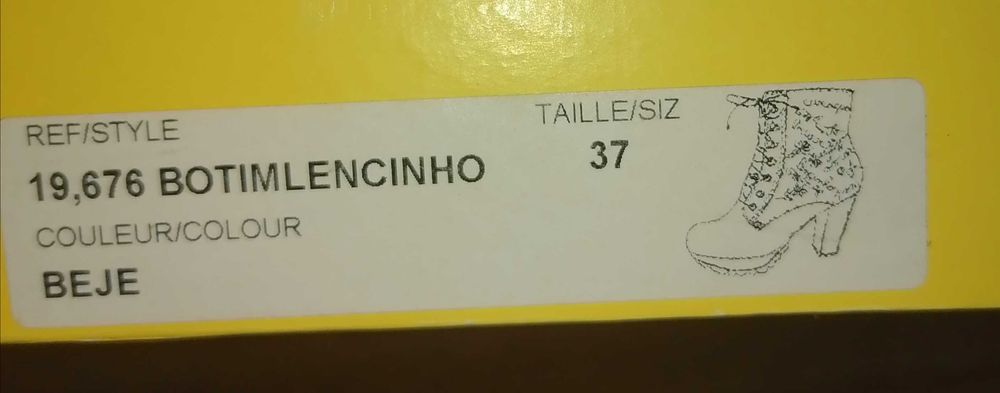 REF/STYLE
TAILLE/SIZ
19,676 BOTIMLENCINHO
37
COULEUR/COLOUR
BEJE